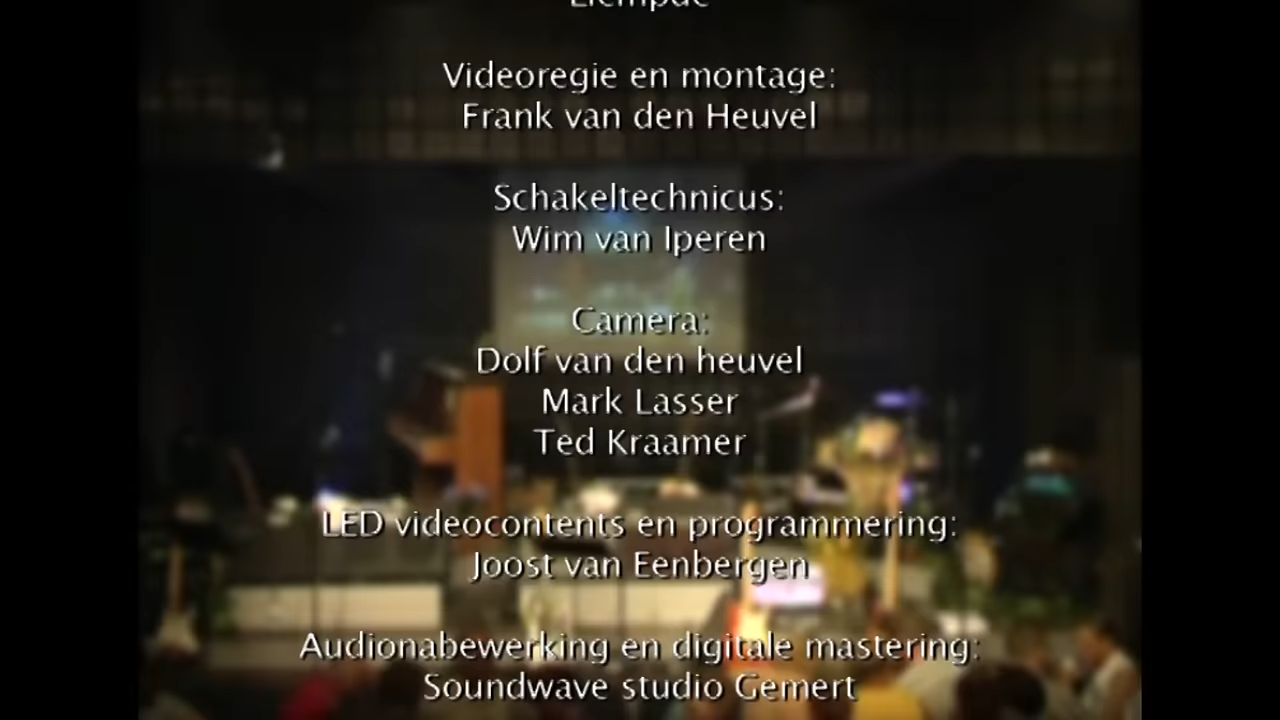 Videoregie en montage:
Frank van den Heuvel
Schakeltechnicus:
Wim van Iperen
Camera:
Dolf van den heuvel
Mark Lasser
Ted Kraamer
LED videocontents en programmering:
Joost van Eenbergen
Audionabewerking en digitale mastering:
Soundwave studio Gemert